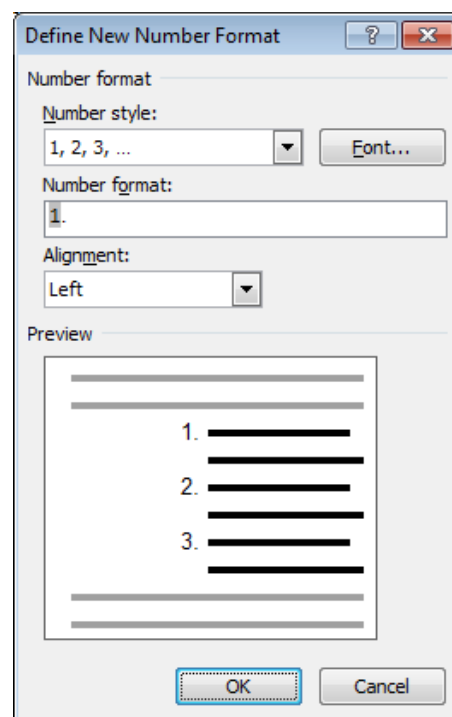 Define New Number Format
Number format
Number style:
1, 2, 3, ... Font...
Number format:
1.
Alignment:
Left
Preview
1.
2.
3.
OK Cancel